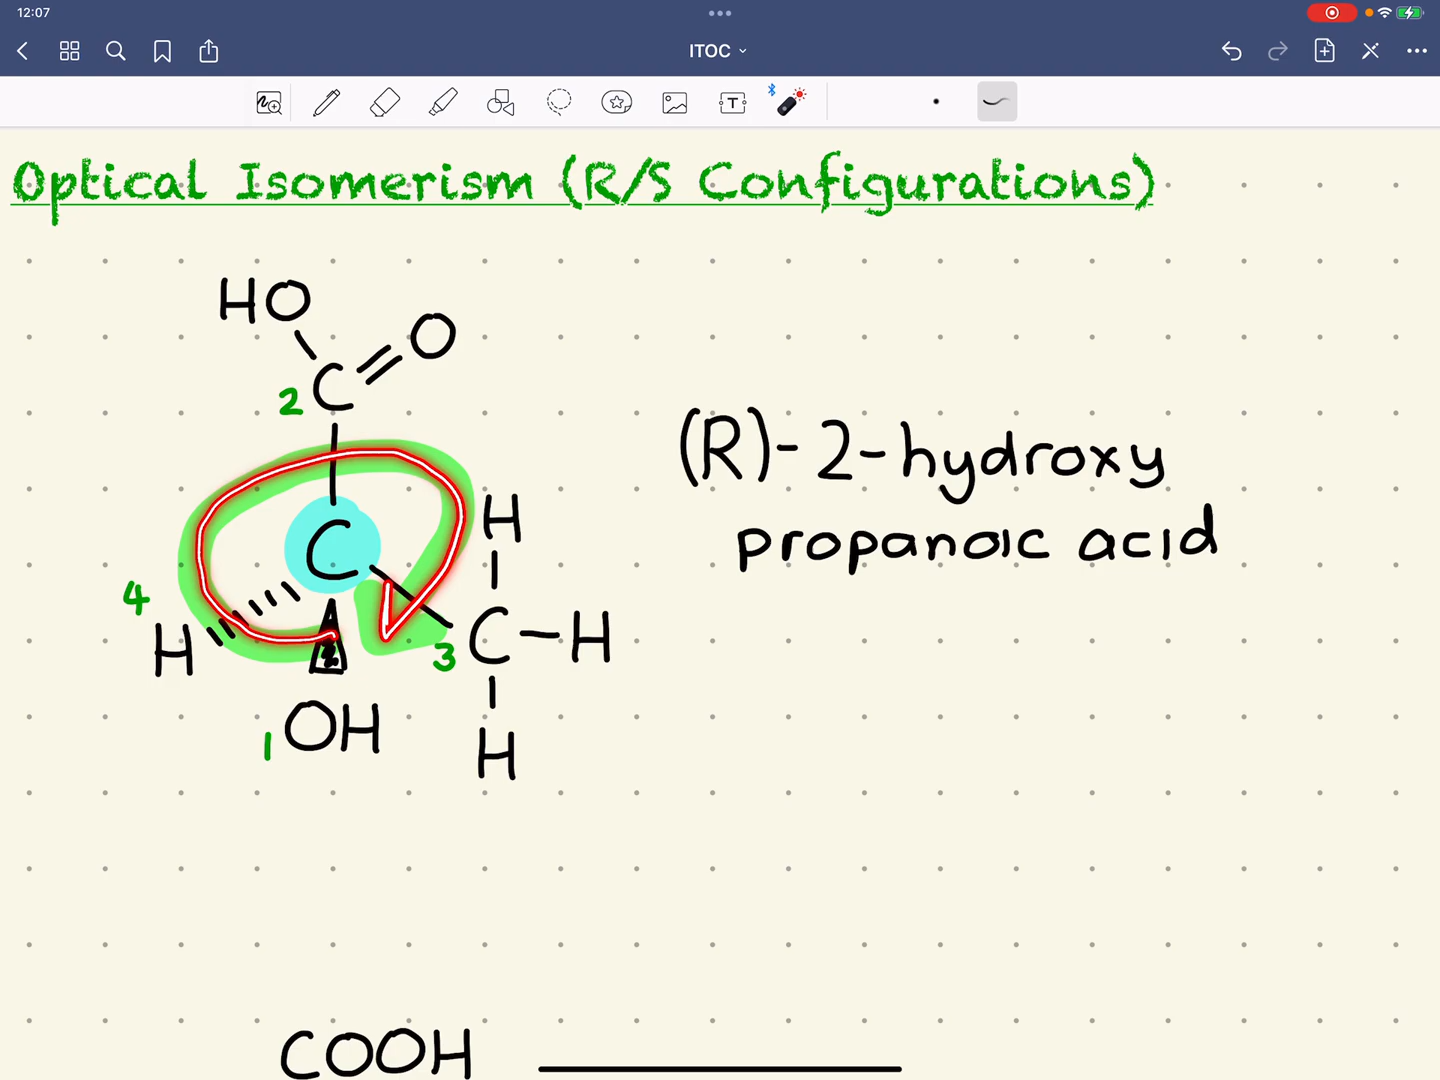 12:07
ITOC
T
Optical Isomerism (R/S Configurations)
HO
O
2 C
C
H
4
H
3 C-H
1 OH
H
(R)-2-hydroxy
propanoic acid
COOH